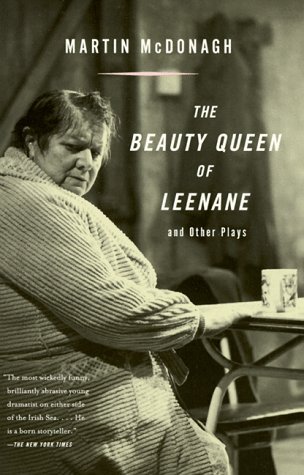 MARTIN McDONAGH
THE
BEAUTY QUEEN
OF
LEENANE
and Other Plays
"The most wickedly funny,
brilliantly abrasive young
dramatist on either side
of the Irish Sea. . . . He
is a born storyteller."
—THE NEW YORK TIMES